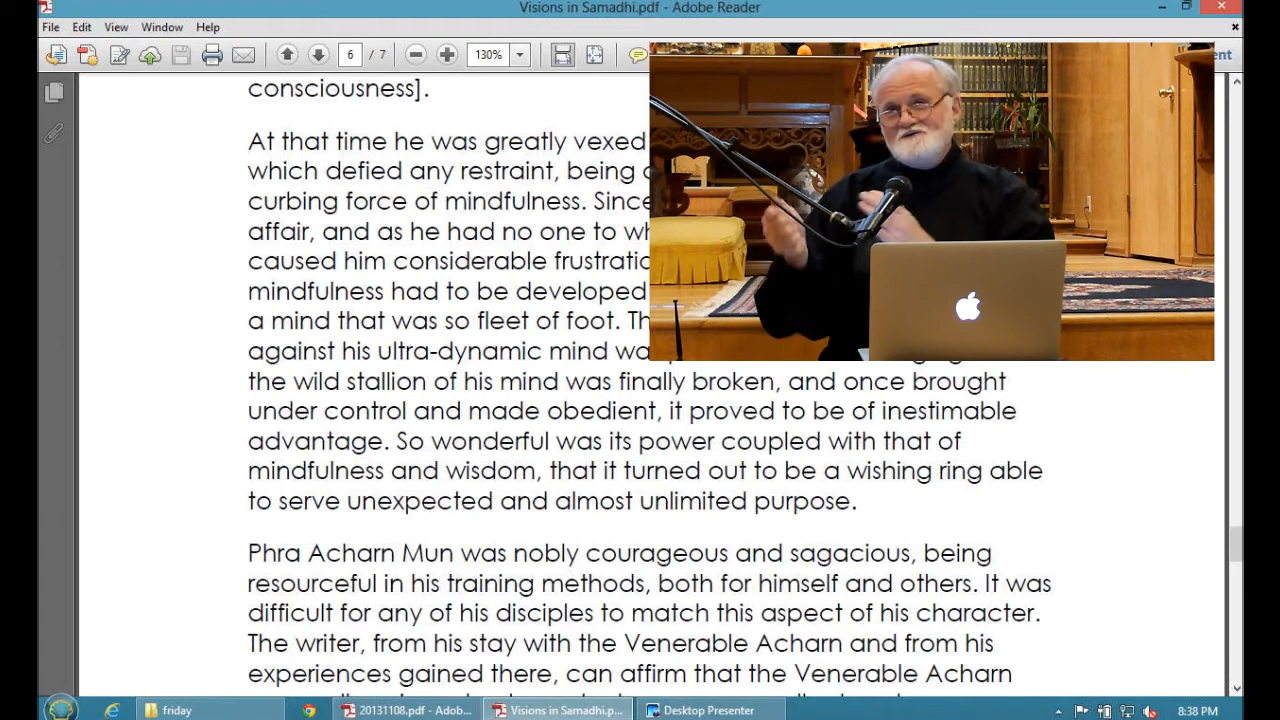 Visions in Samadhi.pdf - Adobe Reader
File Edit View Window Help
6 / 7 130%
consciousness].
At that time he was greatly vexed
which defied any restraint, being
curbing force of mindfulness. Since
affair, and as he had no one to
caused him considerable
mindfulness had to be developed
a mind that was so fleet of foot.
against his ultra-dynamic mind
the wild stallion of his mind was finally broken, and once brought
under control and made obedient, it proved to be of inestimable
advantage. So wonderful was its power coupled with that of
mindfulness and wisdom, that it turned out to be a wishing ring able
to serve unexpected and almost unlimited purpose.
Phra Acharn Mun was nobly courageous and sagacious, being
resourceful in his training methods, both for himself and others. It was
difficult for any of his disciples to match this aspect of his character.
The writer, from his stay with the Venerable Acharn and from his
experiences gained there, can affirm that the Venerable Acharn
friday 20131108.pdf - Adob... Visions in Samadhi.p... Desktop Presenter 8:38 PM